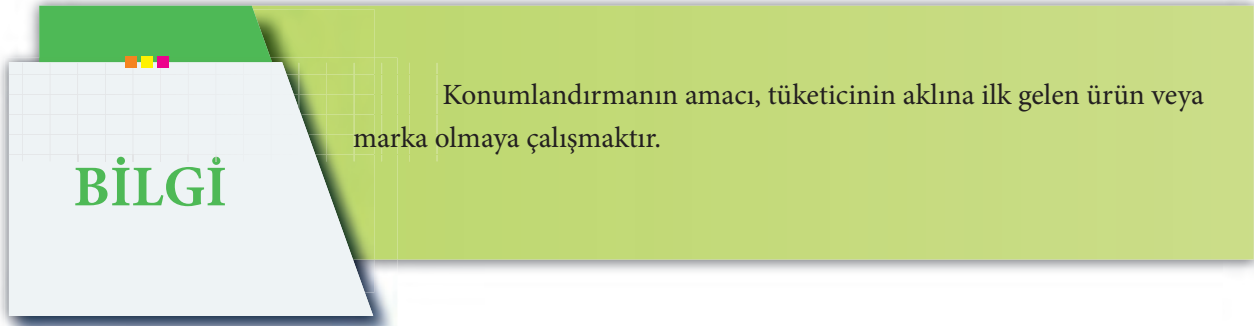 BİLGİ
Konumlandırmanın amacı, tüketicinin aklına ilk gelen ürün veya
marka olmaya çalışmaktır.